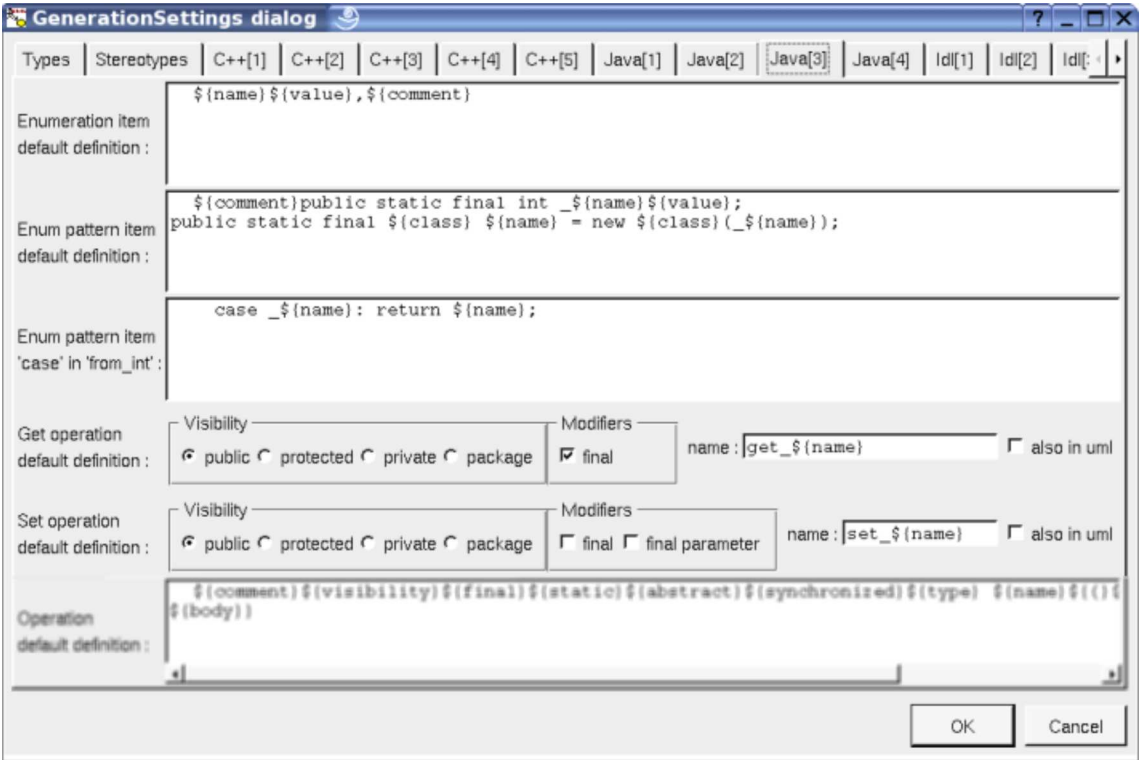 GenerationSettings dialog
Types Stereotypes C++[1] C++[2] C++[3] C++[4] C++[5] Java[1] Java[2] Java[3] Java[4] Idl[1] Idl[2] Idl[
Enumeration item
default definition :
${name}${value},${comment}
Enum pattern item
default definition :
${comment}public static final int _${name}${value};
public static final ${class} ${name} = new ${class}(_${name});
Enum pattern item
'case' in 'from_int' :
case _${name}: return ${name};
Get operation
default definition :
Visibility
public protected private package
Modifiers
final
name : get_${name}
also in uml
Set operation
default definition :
Visibility
public protected private package
Modifiers
final final parameter
name : set_${name}
also in uml
Operation
default definition :
${comment}${visibility}${final}${static}${abstract}${synchronized}${type} ${name}${(}$
${body}}
OK Cancel